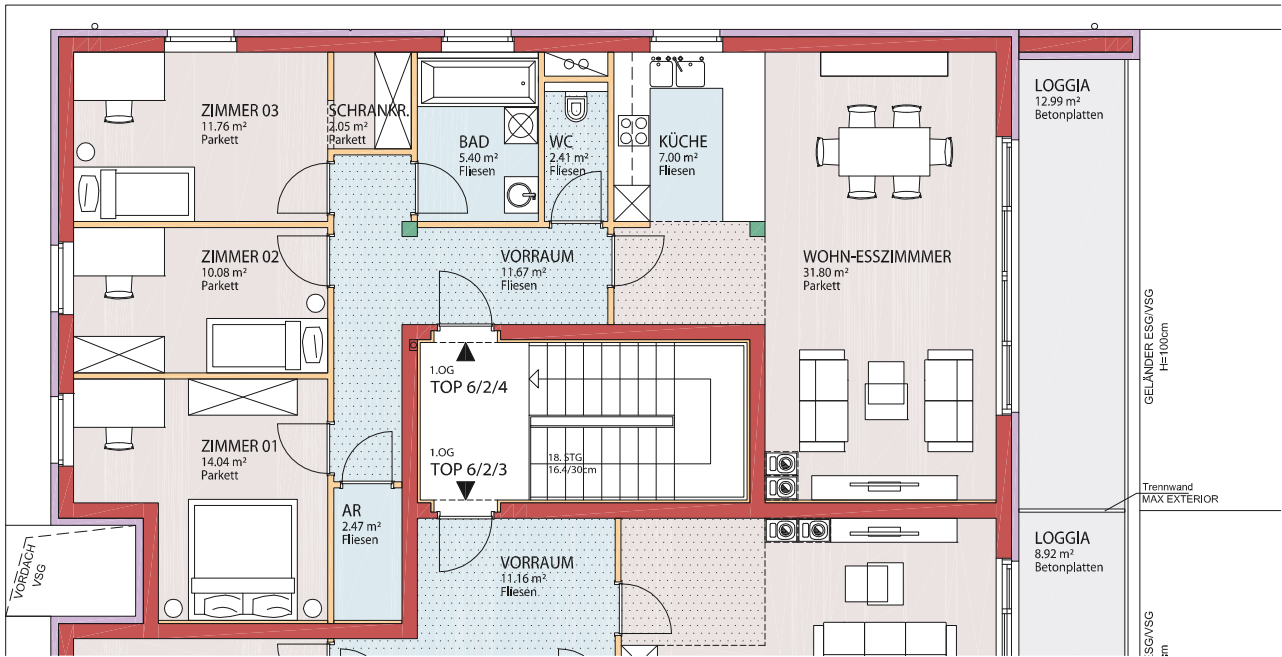 ZIMMER 03
11.76 m²
Parkett
SCHRANKR.
2.05 m²
Parkett
BAD
5.40 m²
Fliesen
WC
2.41 m²
Fliesen
KÜCHE
7.00 m²
Fliesen
LOGGIA
12.99 m²
Betonplatten
ZIMMER 02
10.08 m²
Parkett
VORRAUM
11.67 m²
Fliesen
WOHN-ESSZIMMMER
31.80 m²
Parkett
GELÄNDER ESG/VSG
H=100cm
1.OG
TOP 6/2/4
ZIMMER 01
14.04 m²
Parkett
1.OG
TOP 6/2/3
18. STG
16.4/30cm
AR
2.47 m²
Fliesen
Trennwand
MAX EXTERIOR
VORDACH
VSG
VORRAUM
11.16 m²
Fliesen
LOGGIA
8.92 m²
Betonplatten
ESG/VSG